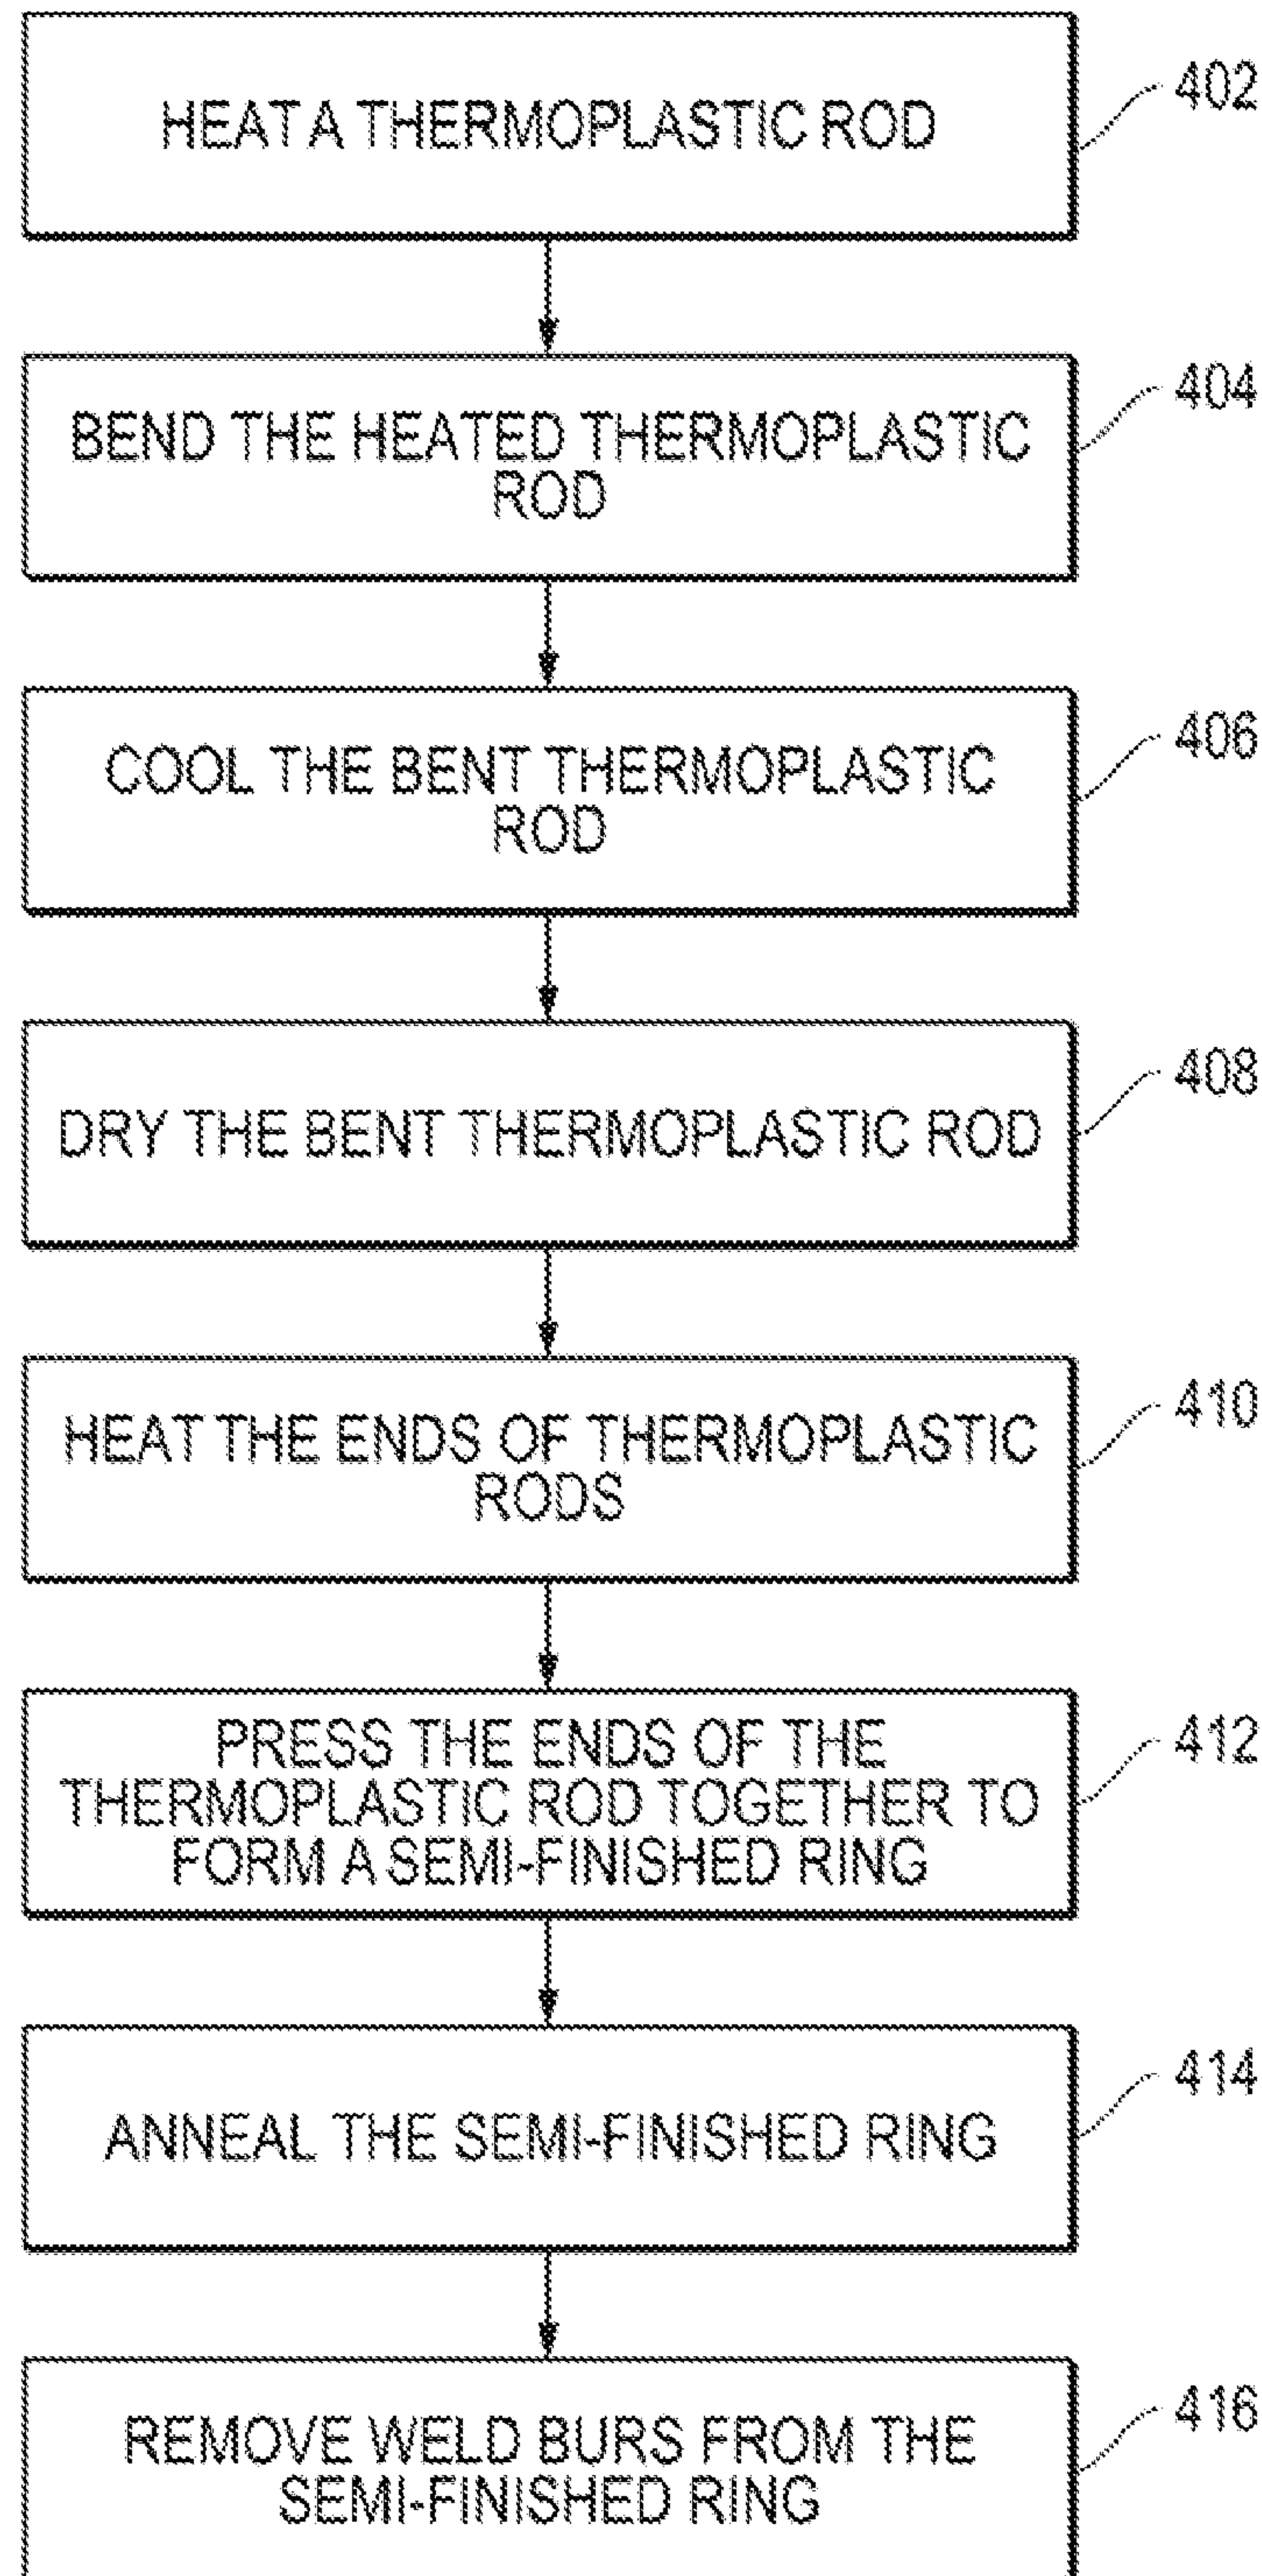 HEAT A THERMOPLASTIC ROD
402
BEND THE HEATED THERMOPLASTIC
ROD
404
COOL THE BENT THERMOPLASTIC
ROD
406
DRY THE BENT THERMOPLASTIC ROD
408
HEAT THE ENDS OF THERMOPLASTIC
RODS
410
PRESS THE ENDS OF THE
THERMOPLASTIC ROD TOGETHER TO
FORM A SEMI-FINISHED RING
412
ANNEAL THE SEMI-FINISHED RING
414
REMOVE WELD BURS FROM THE
SEMI-FINISHED RING
416